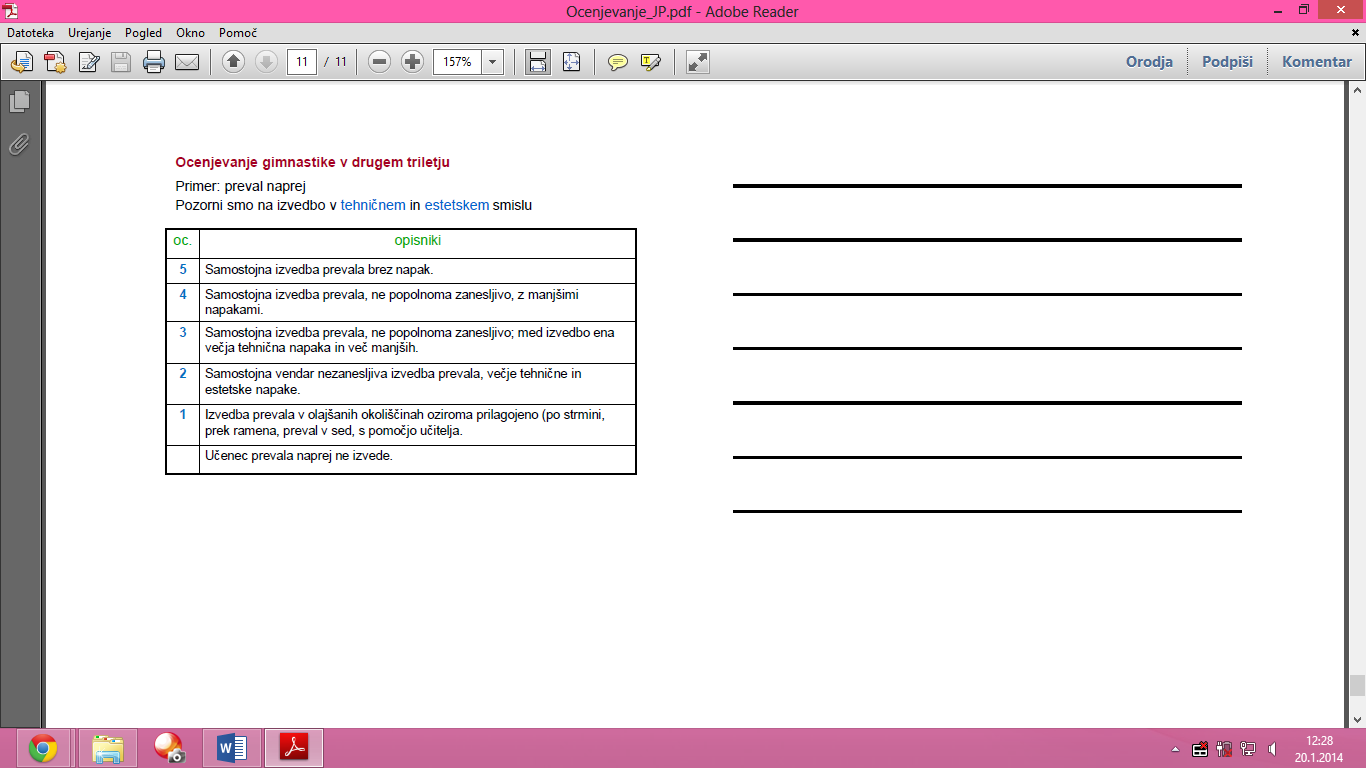 Ocenjevanje_JP.pdf - Adobe Reader
Datoteka Urejanje Pogled Okno Pomoč
11 / 11 157% Orodja Podpiši Komentar
Ocenjevanje gimnastike v drugem triletju
Primer: preval naprej
Pozorni smo na izvedbo v tehničnem in estetskem smislu
oc. opisniki
5 Samostojna izvedba prevala brez napak.
4 Samostojna izvedba prevala, ne popolnoma zanesljivo, z manjšimi
napakami.
3 Samostojna izvedba prevala, ne popolnoma zanesljivo; med izvedbo ena
večja tehnična napaka in več manjših.
2 Samostojna vendar nezanesljiva izvedba prevala, večje tehnične in
estetske napake.
1 Izvedba prevala v olajšanih okoliščinah oziroma prilagojeno (po strmini,
prek ramena, preval v sed, s pomočjo učitelja.
Učenec prevala naprej ne izvede.
12:28
20.1.2014